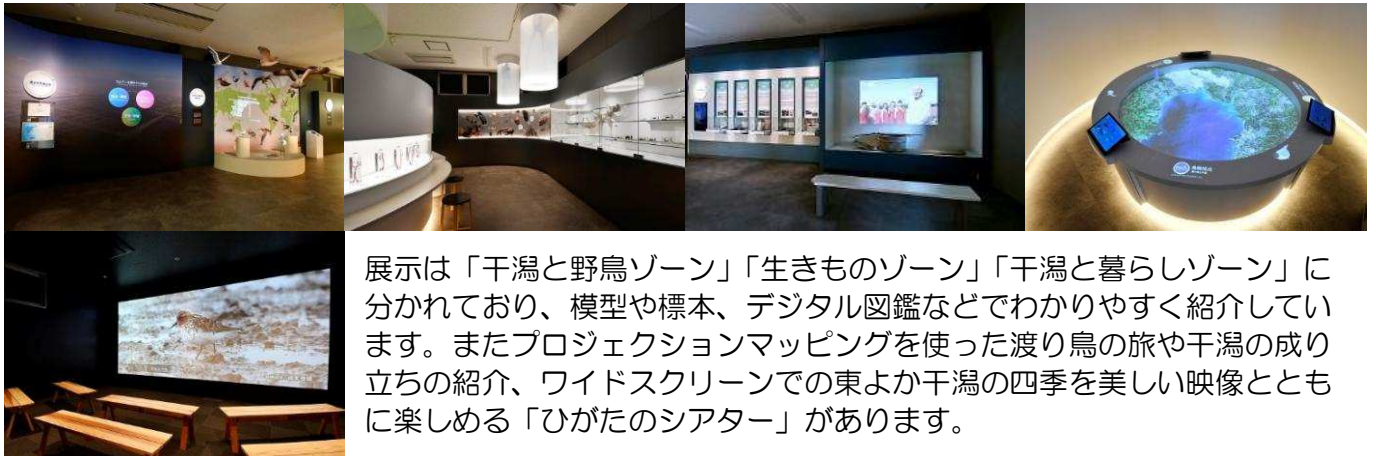 展示は「干潟と野鳥ゾーン」「生きものゾーン」「干潟と暮らしゾーン」に
分かれており、模型や標本、デジタル図鑑などでわかりやすく紹介してい
ます。またプロジェクションマッピングを使った渡り鳥の旅や干潟の成り
立ちの紹介、ワイドスクリーンでの東よか干潟の四季を美しい映像ととも
に楽しめる「ひがたのシアター」があります。